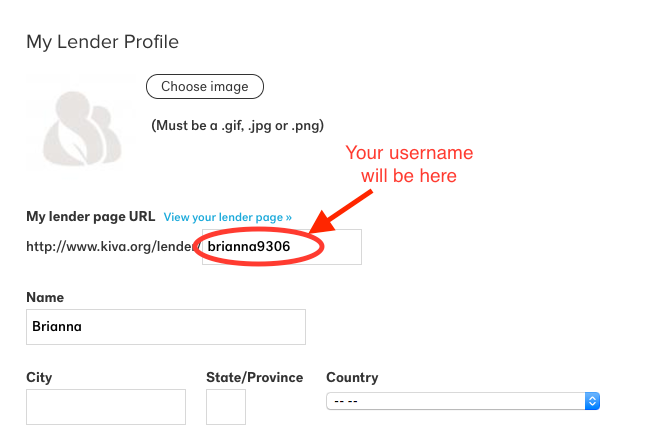 My Lender Profile
Choose image
(Must be a .gif, .jpg or .png)
Your username
will be here
My lender page URL View your lender page »
http://www.kiva.org/lender/ brianna9306
Name
Brianna
City State/Province Country
-- --